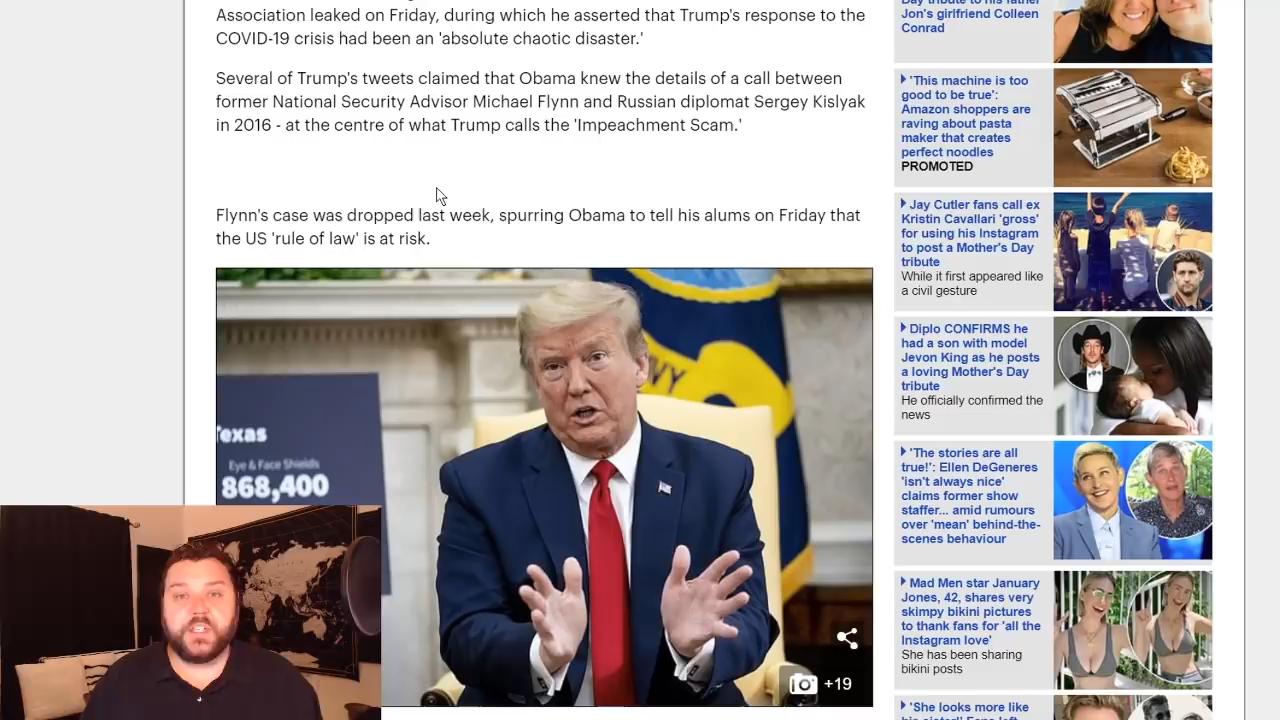 Association leaked on Friday, during which he asserted that Trump's response to the
COVID-19 crisis had been an 'absolute chaotic disaster.'
Several of Trump's tweets claimed that Obama knew the details of a call between
former National Security Advisor Michael Flynn and Russian diplomat Sergey Kislyak
in 2016 - at the centre of what Trump calls the 'Impeachment Scam.'
Flynn's case was dropped last week, spurring Obama to tell his alums on Friday that
the US 'rule of law' is at risk.
exas
Eye & Face Shields
868,400
NAVY
+19
Day tribute to his father
Jon's girlfriend Colleen
Conrad
'This machine is too
good to be true':
Amazon shoppers are
raving about pasta
maker that creates
perfect noodles
PROMOTED
Jay Cutler fans call ex
Kristin Cavallari 'gross'
for using his Instagram
to post a Mother's Day
tribute
While it first appeared like
a civil gesture
Diplo CONFIRMS he
had a son with model
Jevon King as he posts
a loving Mother's Day
tribute
He officially confirmed the
news
'The stories are all
true!': Ellen DeGeneres
'isn't always nice'
claims former show
staffer... amid rumours
over 'mean' behind-the-
scenes behaviour
Mad Men star January
Jones, 42, shares very
skimpy bikini pictures
to thank fans for 'all the
Instagram love'
She has been sharing
bikini posts
'She looks more like